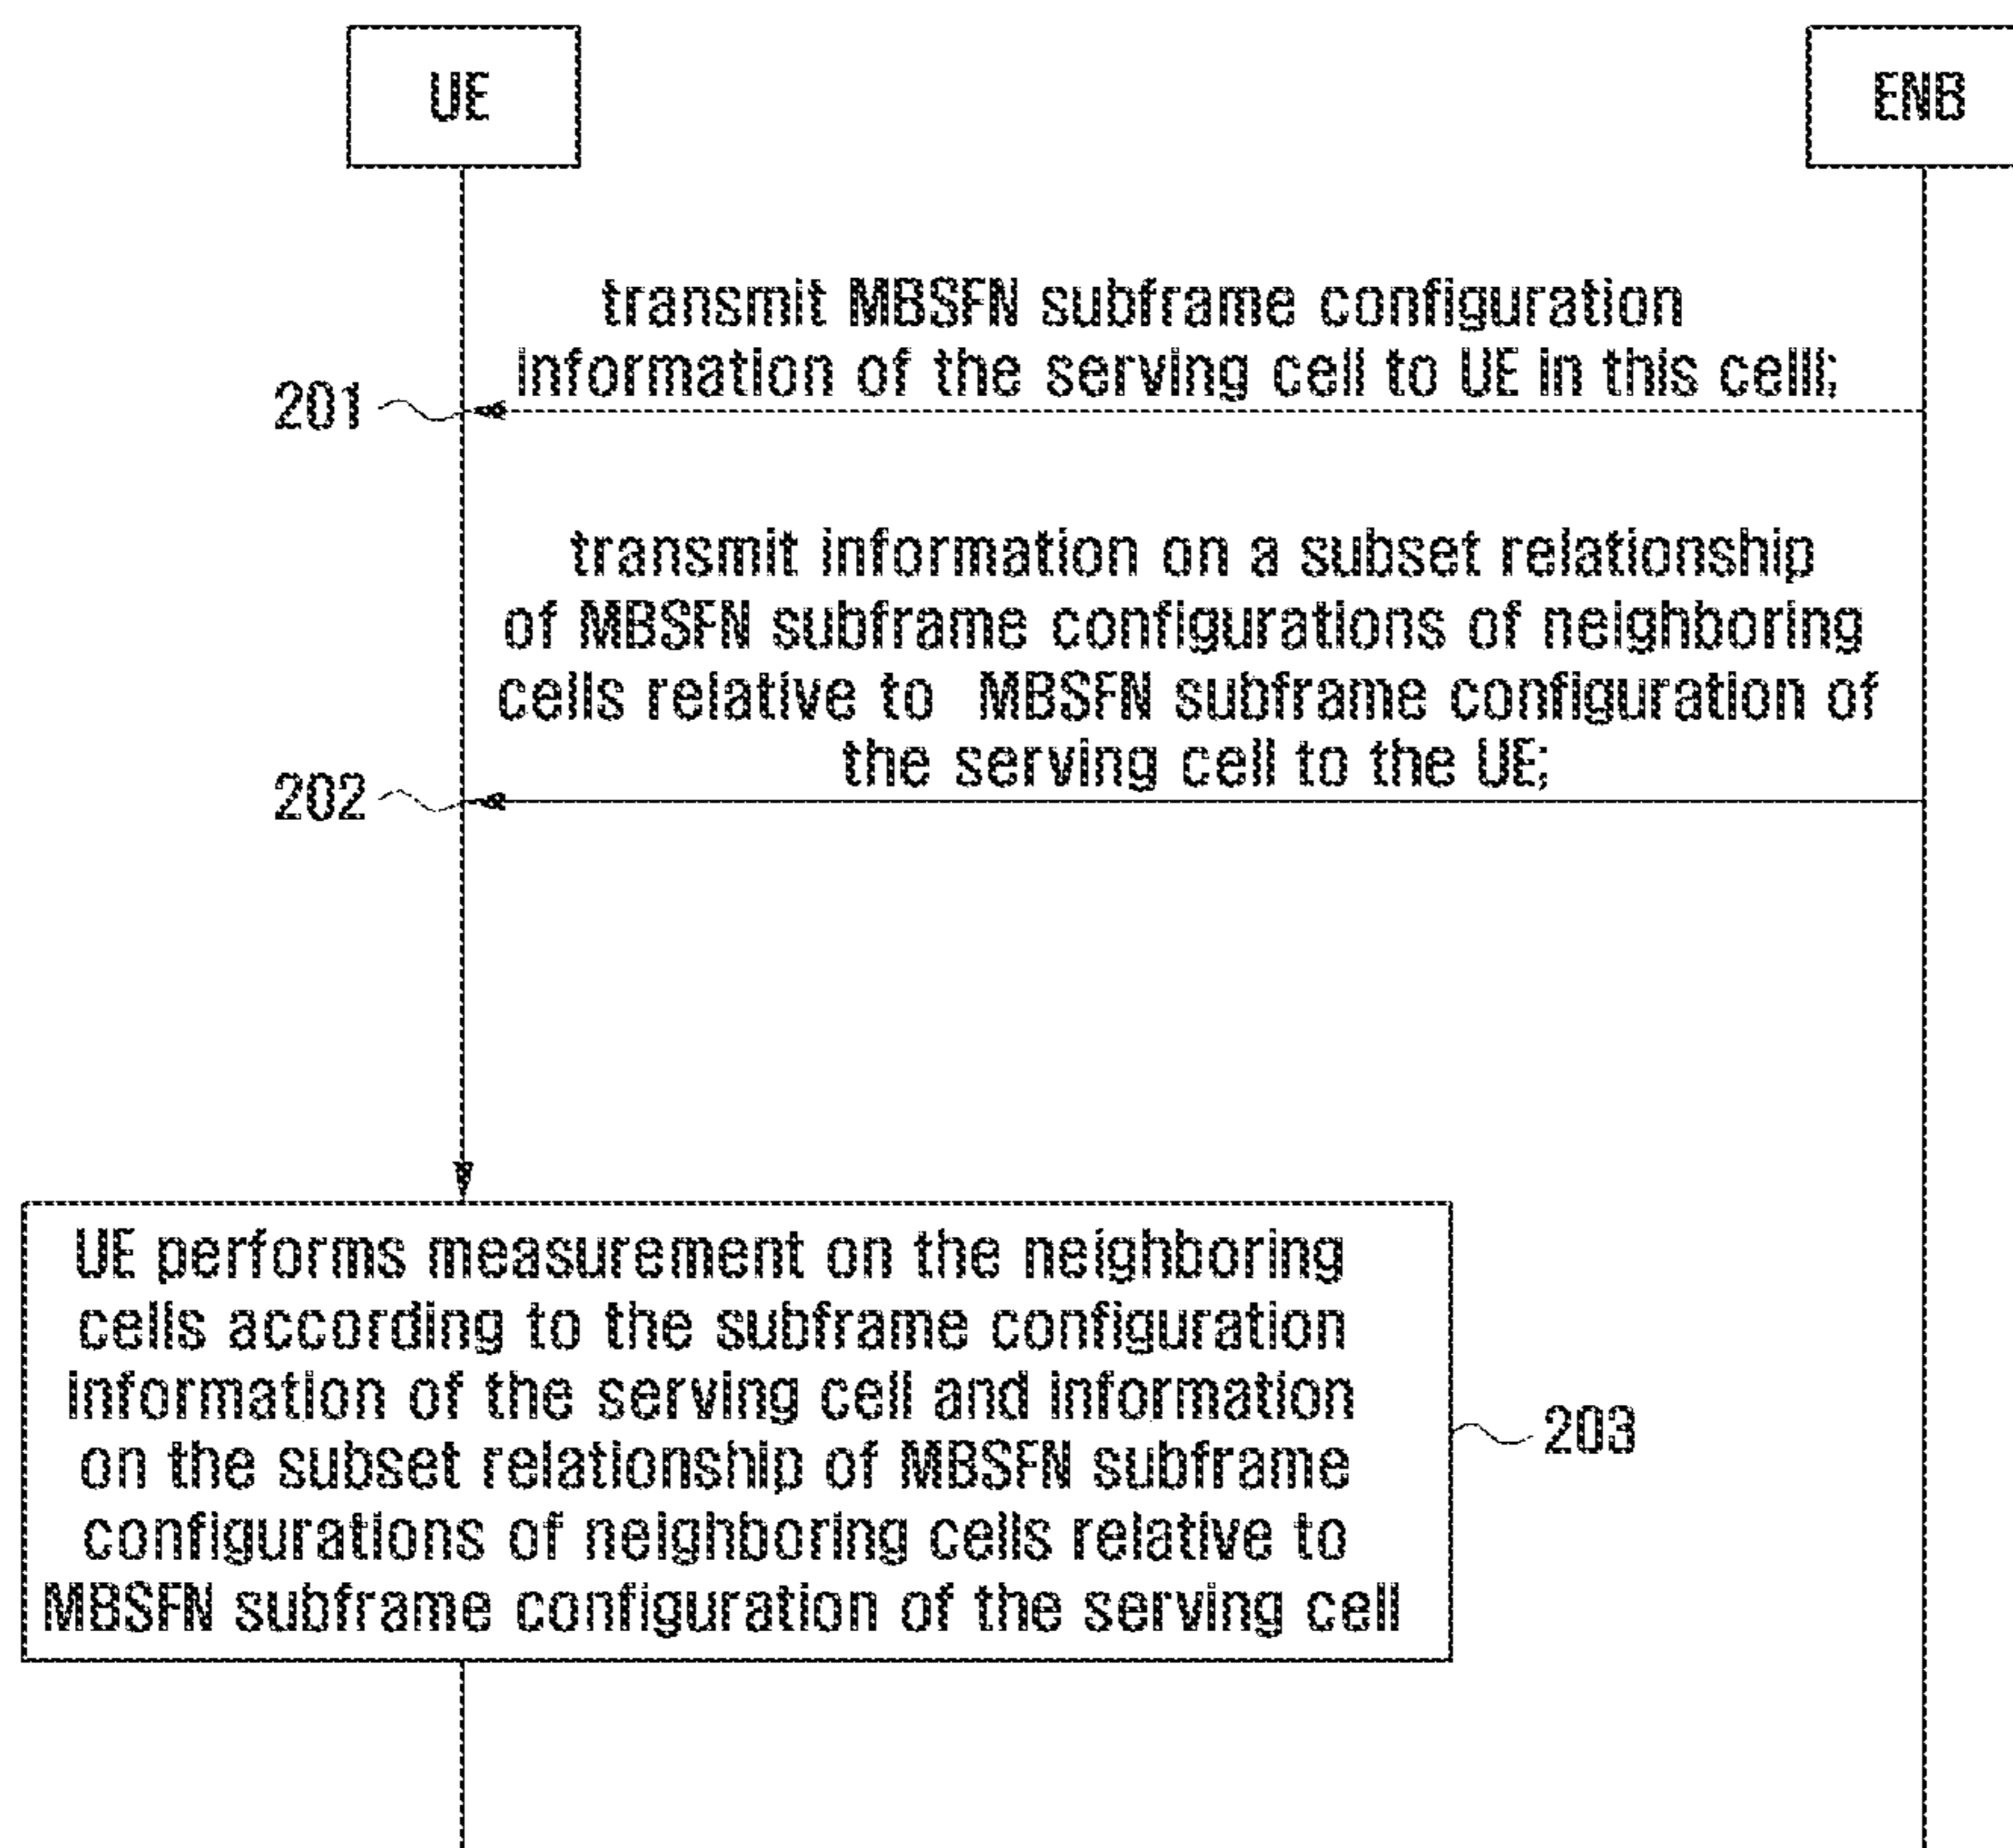 UE
ENB
transmit MBSFN subframe configuration
information of the serving cell to UE in this celll;
201
transmit information on a subset relationship
of MBSFN subframe configurations of neighboring
cells relative to MBSFN subframe configuration of
the serving cell to the UE;
202
UE performs measurement on the neighboring
cells according to the subframe configuration
information of the serving cell and information
on the subset relationship of MBSFN subframe
configurations of neighboring cells relative to
MBSFN subframe configuration of the serving cell
203